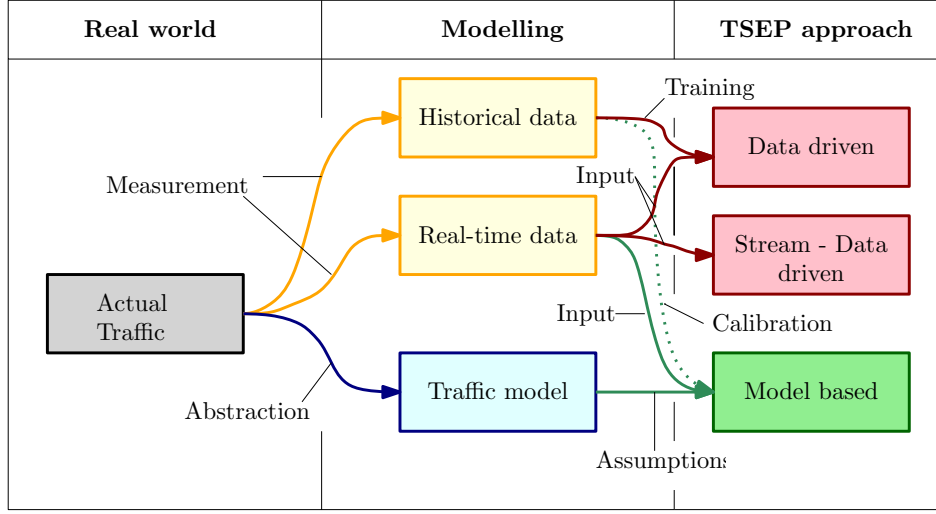 Real world
Modelling
TSEP approach
Training
Historical data
Data driven
Measurement
Input
Real-time data
Stream - Data
driven
Actual
Traffic
Input
Calibration
Abstraction
Traffic model
Model based
Assumptions